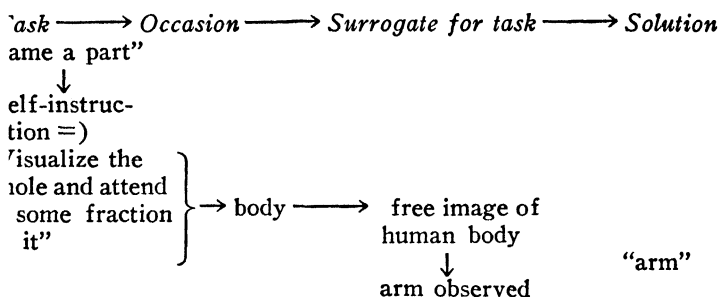 ask Occasion Surrogate for task Solution
ame a part”
elf-instruc-
tion =)
isualize the
ole and attend
some fraction
it”
body
free image of
human body
arm observed
“arm”